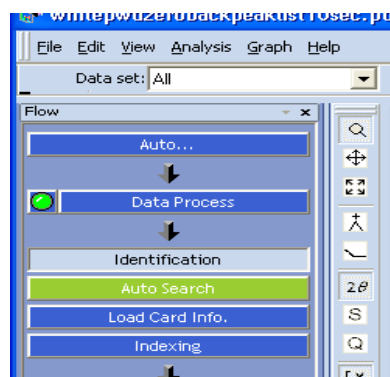 File Edit View Analysis Graph Help
Data set: All
Flow
Auto...
Data Process
Identification
Auto Search
Load Card Info.
Indexing
2θ
S
Q